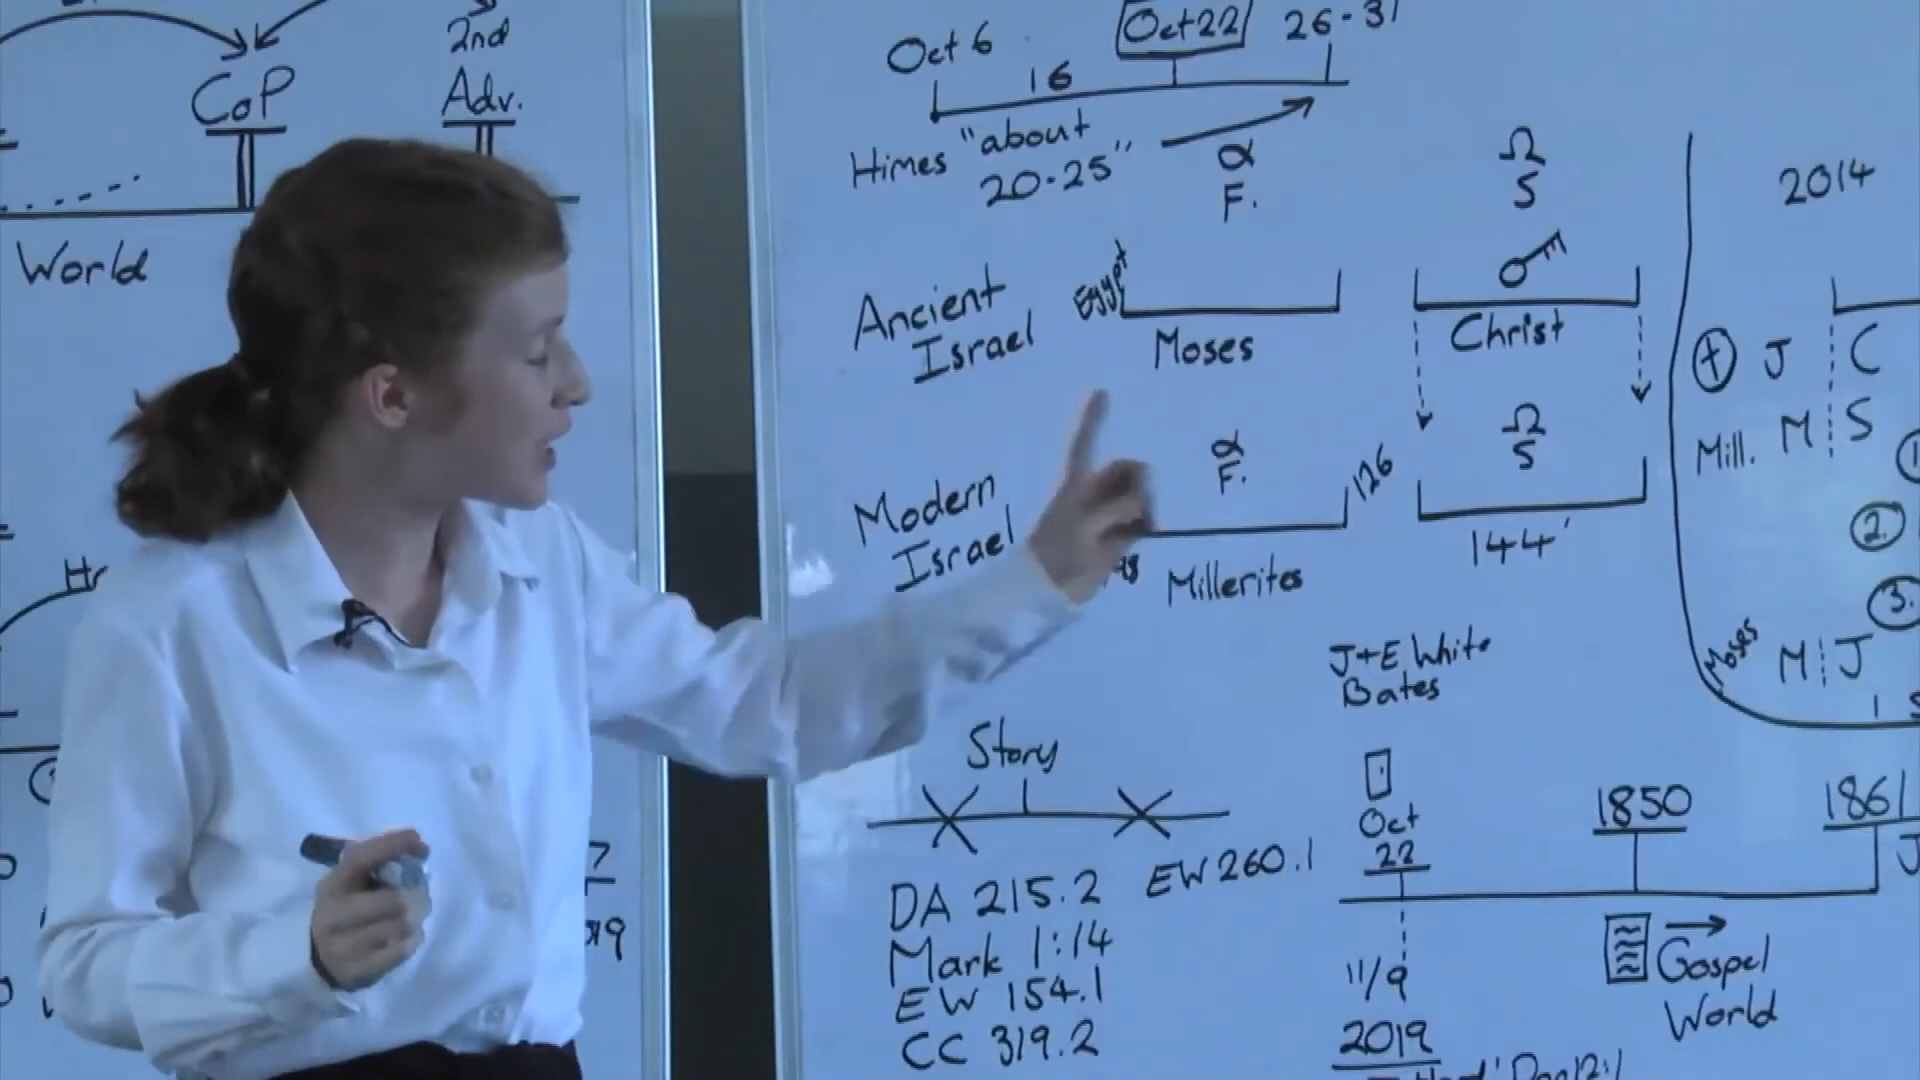 CoP
2nd
Adv.
World
Hr
Oct 6
Oct 22
26-31
16
Himes "about
20-25"
α
F.
Ω
S
Ancient
Israel
Egypt
Moses
Christ
Modern
Israel
α
F.
126
Millerites
Ω
S
144'
2014
J
C
Mill. M
S
2.
3.
Moses
M
J
J+E White
Bates
Story
DA 215.2
EW 260.1
Mark 1:14
EW 154.1
CC 319.2
Oct
22
1850
1861
J
11/9
2019
Gospel
World